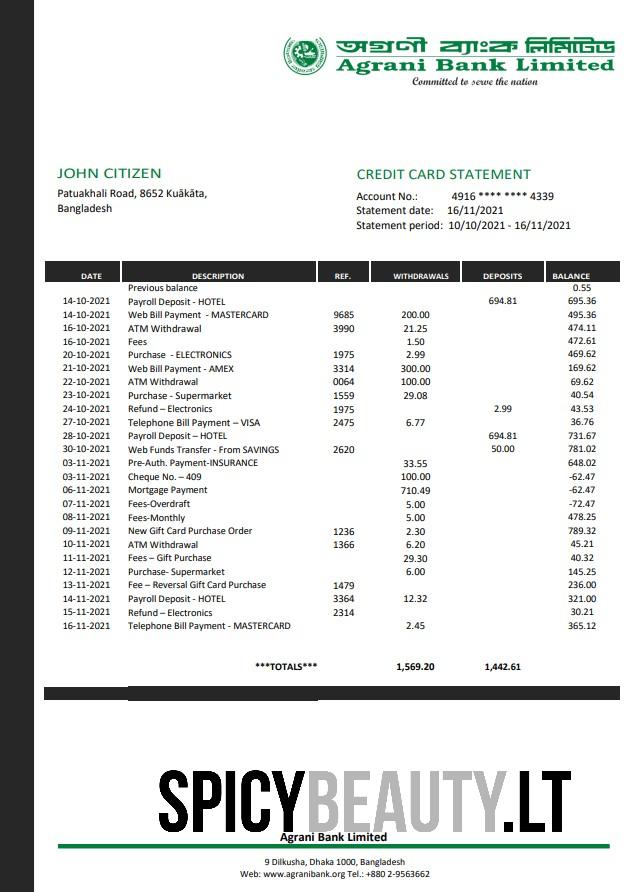 অগ্রণী ব্যাংক লিমিটেড
Agrani Bank Limited
Committed to serve the nation
JOHN CITIZEN
Patuakhali Road, 8652 Kuākāta,
Bangladesh
CREDIT CARD STATEMENT
Account No.: 4916 **** **** 4339
Statement date: 16/11/2021
Statement period: 10/10/2021 - 16/11/2021
DATE DESCRIPTION REF. WITHDRAWALS DEPOSITS BALANCE
Previous balance 0.55
14-10-2021 Payroll Deposit - HOTEL 694.81 695.36
14-10-2021 Web Bill Payment - MASTERCARD 9685 200.00 495.36
16-10-2021 ATM Withdrawal 3990 21.25 474.11
16-10-2021 Fees 1.50 472.61
20-10-2021 Purchase - ELECTRONICS 1975 2.99 469.62
21-10-2021 Web Bill Payment - AMEX 3314 300.00 169.62
22-10-2021 ATM Withdrawal 0064 100.00 69.62
23-10-2021 Purchase - Supermarket 1559 29.08 40.54
24-10-2021 Refund – Electronics 1975 2.99 43.53
27-10-2021 Telephone Bill Payment – VISA 2475 6.77 36.76
28-10-2021 Payroll Deposit – HOTEL 694.81 731.67
30-10-2021 Web Funds Transfer - From SAVINGS 2620 50.00 781.02
03-11-2021 Pre-Auth. Payment-INSURANCE 33.55 648.02
03-11-2021 Cheque No. – 409 100.00 -62.47
06-11-2021 Mortgage Payment 710.49 -62.47
07-11-2021 Fees-Overdraft 5.00 -72.47
08-11-2021 Fees-Monthly 5.00 478.25
09-11-2021 New Gift Card Purchase Order 1236 2.30 789.32
10-11-2021 ATM Withdrawal 1366 6.20 45.21
11-11-2021 Fees – Gift Purchase 29.30 40.32
12-11-2021 Purchase- Supermarket 6.00 145.25
13-11-2021 Fee – Reversal Gift Card Purchase 1479 236.00
14-11-2021 Payroll Deposit - HOTEL 3364 12.32 321.00
15-11-2021 Refund – Electronics 2314 30.21
16-11-2021 Telephone Bill Payment - MASTERCARD 2.45 365.12
***TOTALS*** 1,569.20 1,442.61
SPICYBEAUTY.LT
Agrani Bank Limited
9 Dilkusha, Dhaka 1000, Bangladesh
Web: www.agranibank.org Tel.: +880 2-9563662